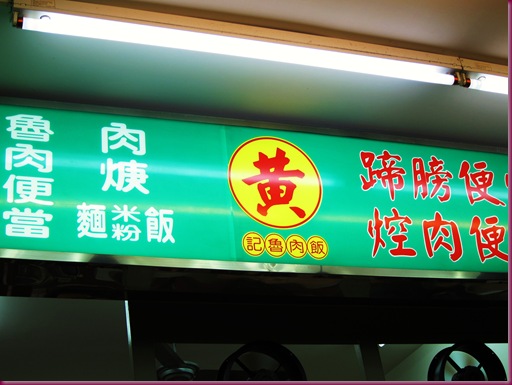 魯肉便當
肉焿
麵 米粉 飯
黃
記魯肉飯
蹄膀便
焢肉便